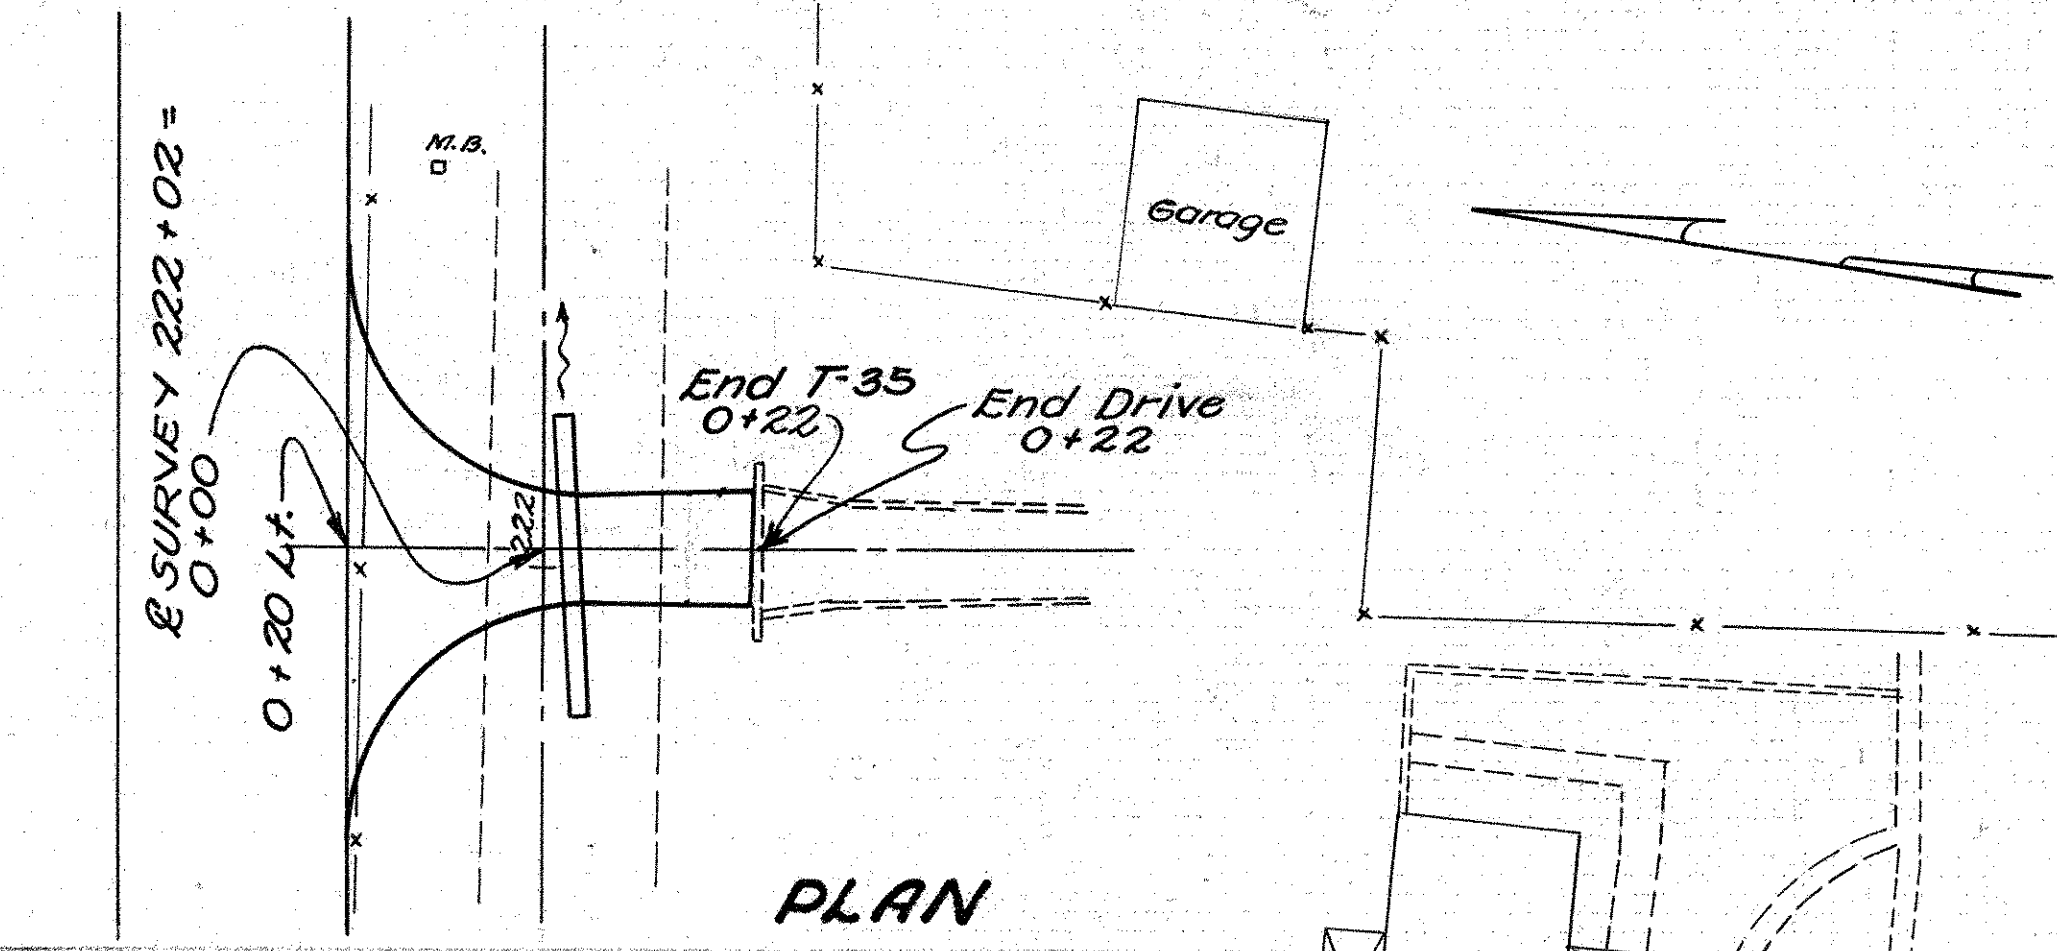 ℄ SURVEY 222+02 =
0+00
0+20 Lt.
M.B.
222
End T-35
0+22
End Drive
0+22
Garage
PLAN